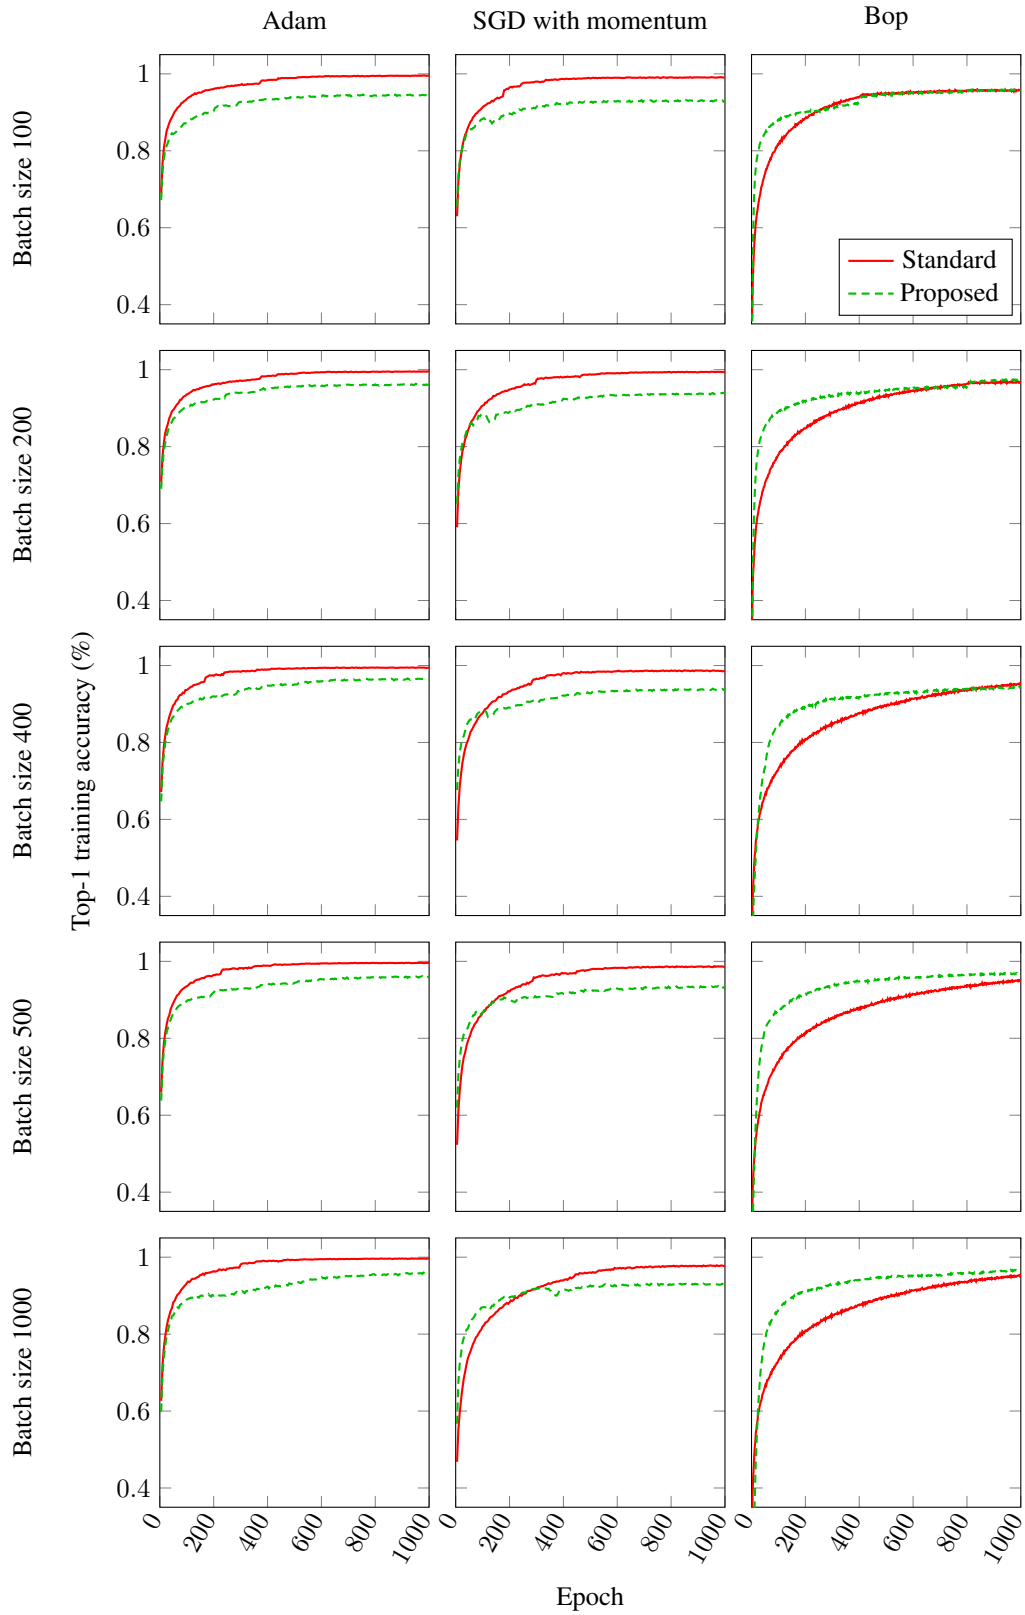 Adam
SGD with momentum
Bop
Batch size 100
1
0.8
0.6
0.4
Standard
Proposed
Batch size 200
1
0.8
0.6
0.4
Top-1 training accuracy (%)
Batch size 400
1
0.8
0.6
0.4
Batch size 500
1
0.8
0.6
0.4
Batch size 1000
1
0.8
0.6
0.4
0 200 400 600 800 1000
0 200 400 600 800 1000
0 200 400 600 800 1000
Epoch